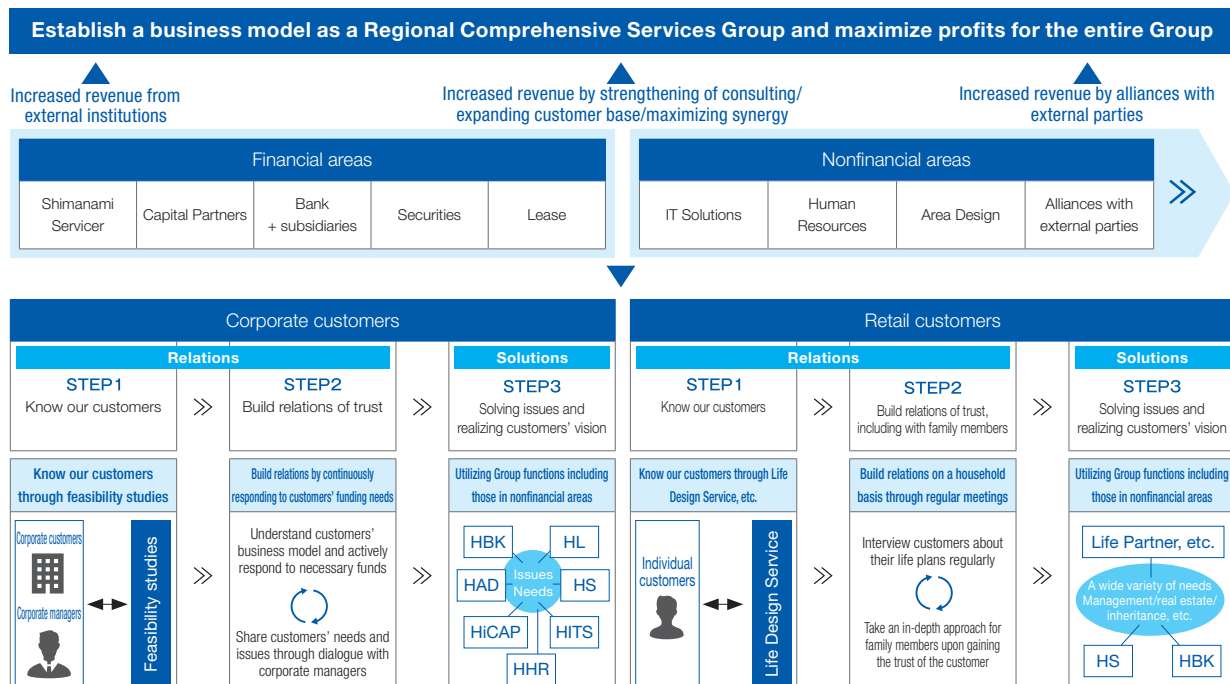 Establish a business model as a Regional Comprehensive Services Group and maximize profits for the entire Group
Increased revenue from
external institutions
Increased revenue by strengthening of consulting/
expanding customer base/maximizing synergy
Increased revenue by alliances with
external parties
Financial areas
Shimanami
Servicer
Capital Partners
Bank
+ subsidiaries
Securities
Lease
Nonfinancial areas
IT Solutions
Human
Resources
Area Design
Alliances with
external parties
Corporate customers
Relations
Solutions
STEP1
Know our customers
STEP2
Build relations of trust
STEP3
Solving issues and
realizing customers' vision
Know our customers
through feasibility studies
Build relations by continuously
responding to customers' funding needs
Utilizing Group functions including
those in nonfinancial areas
Corporate customers
Corporate managers
Feasibility studies
Understand customers'
business model and actively
respond to necessary funds
Share customers' needs and
issues through dialogue with
corporate managers
HBK
HL
HAD
Issues
Needs
HS
HiCAP
HITS
HHR
Retail customers
Relations
Solutions
STEP1
Know our customers
STEP2
Build relations of trust,
including with family members
STEP3
Solving issues and
realizing customers' vision
Know our customers through Life
Design Service, etc.
Build relations on a household
basis through regular meetings
Utilizing Group functions including
those in nonfinancial areas
Individual
customers
Life Design Service
Interview customers about
their life plans regularly
Take an in-depth approach for
family members upon gaining
the trust of the customer
Life Partner, etc.
A wide variety of needs
Management/real estate/
inheritance, etc.
HS
HBK